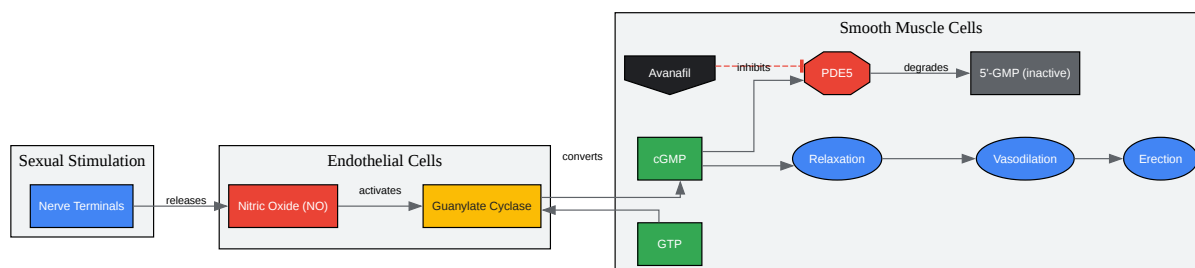 Smooth Muscle Cells
Avanafil
inhibits
PDE5
degrades
5'-GMP (inactive)
Sexual Stimulation
Nerve Terminals
releases
Endothelial Cells
Nitric Oxide (NO)
activates
Guanylate Cyclase
converts
cGMP
Relaxation
Vasodilation
Erection
GTP